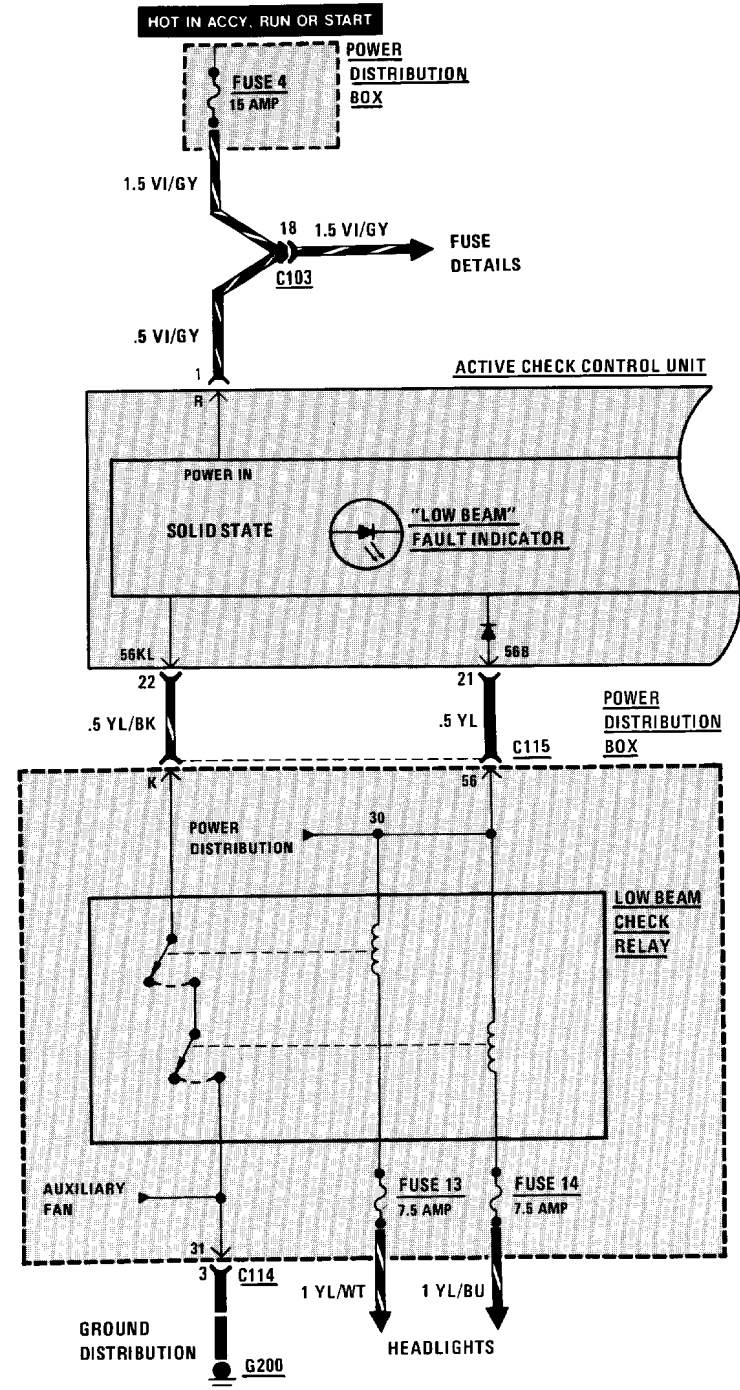 HOT IN ACCY, RUN OR START
POWER
DISTRIBUTION
BOX
FUSE 4
15 AMP
1.5 VI/GY
18
1.5 VI/GY
FUSE
DETAILS
C103
.5 VI/GY
1
ACTIVE CHECK CONTROL UNIT
R
POWER IN
SOLID STATE
"LOW BEAM"
FAULT INDICATOR
56KL
56B
22
21
.5 YL/BK
.5 YL
POWER
DISTRIBUTION
BOX
C115
K
56
30
POWER
DISTRIBUTION
LOW BEAM
CHECK
RELAY
AUXILIARY
FAN
FUSE 13
7.5 AMP
FUSE 14
7.5 AMP
31
3
C114
1 YL/WT
1 YL/BU
GROUND
DISTRIBUTION
G200
HEADLIGHTS